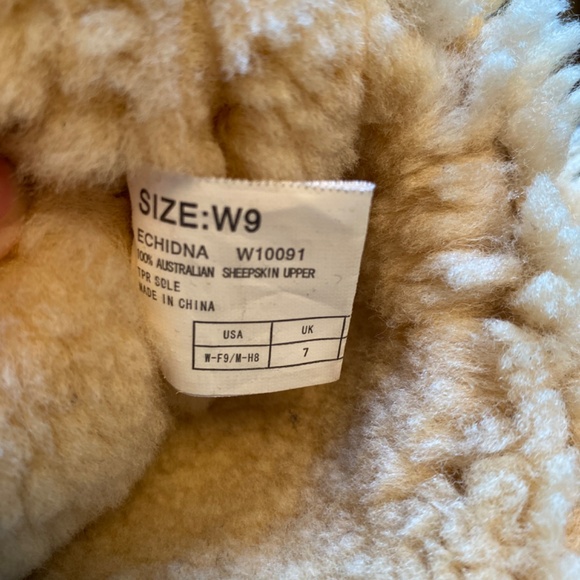 SIZE:W9
ECHIDNA W10091
100% AUSTRALIAN SHEEPSKIN UPPER
TPR SOLE
MADE IN CHINA
USA UK
W-F9/M-H8 7